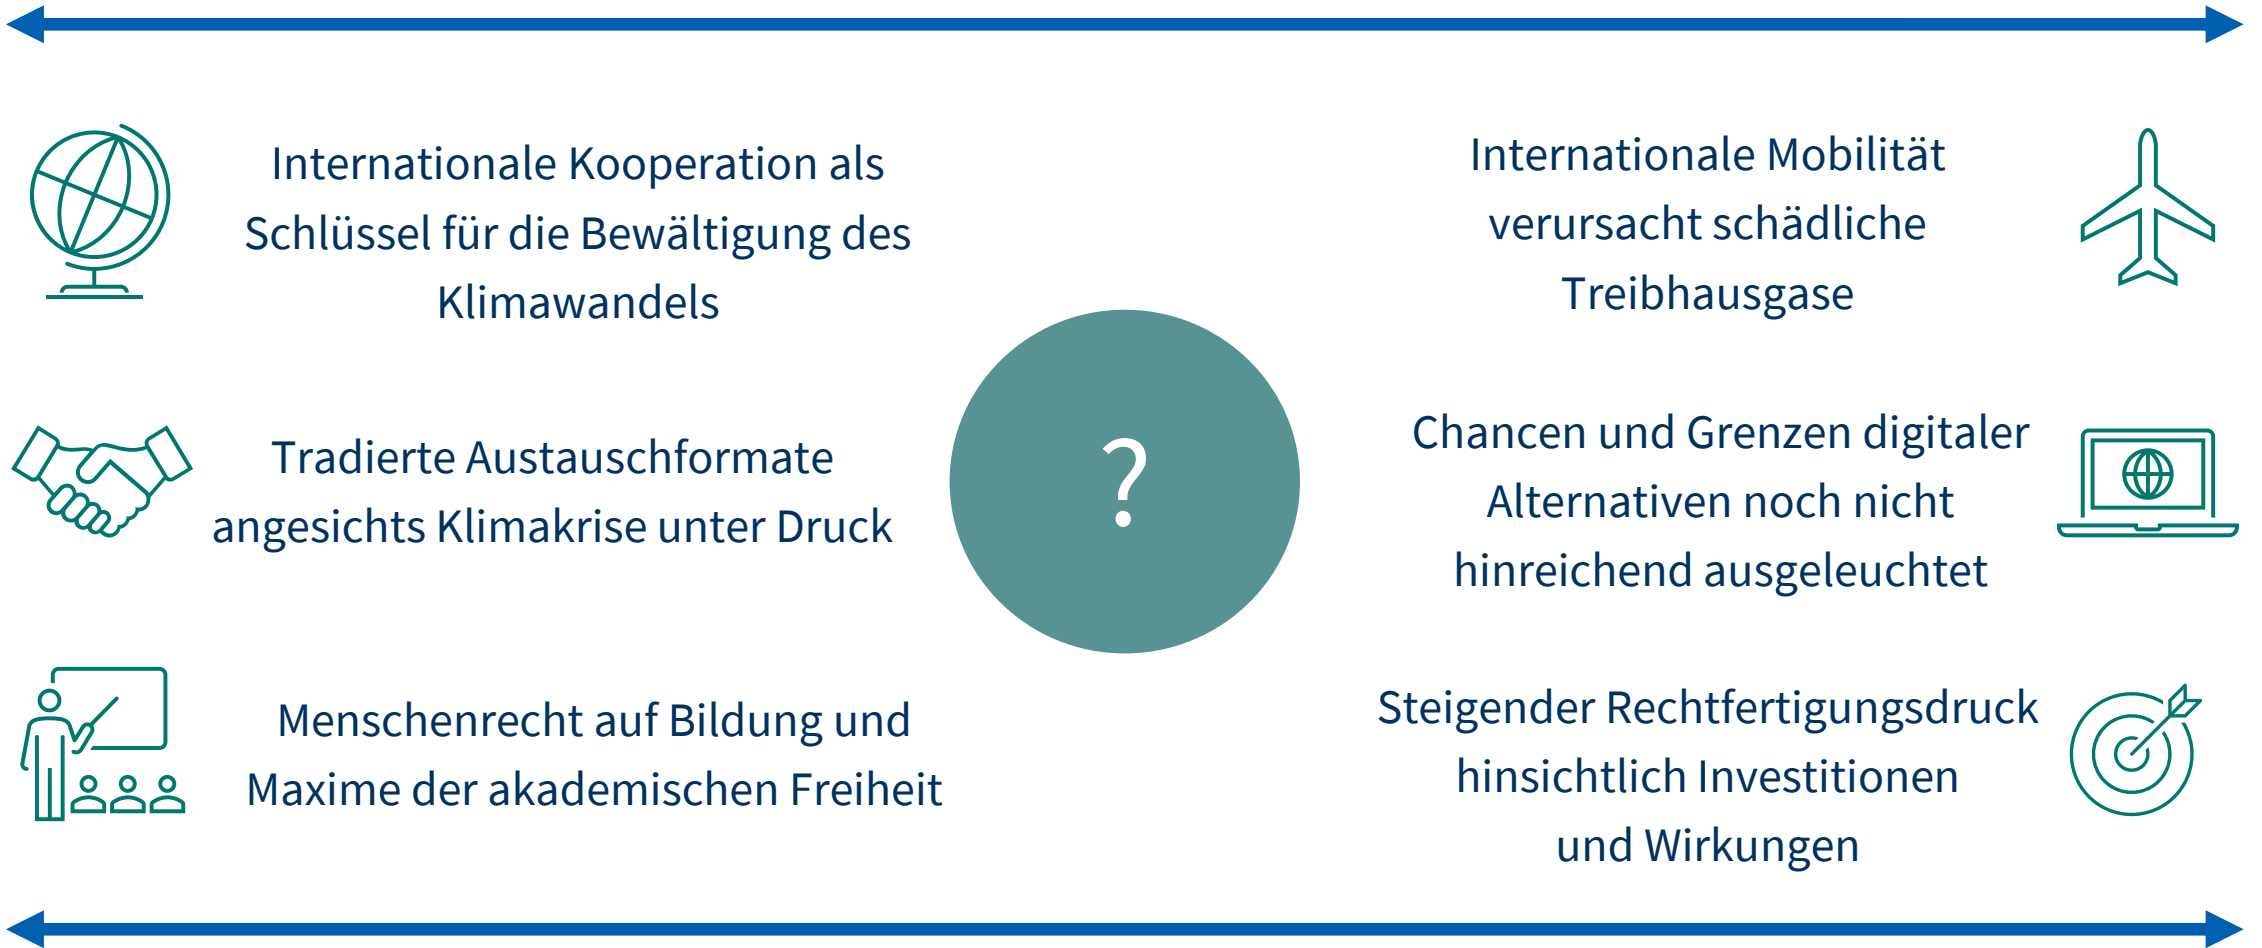 Internationale Kooperation als
Schlüssel für die Bewältigung des
Klimawandels
Internationale Mobilität
verursacht schädliche
Treibhausgase
Tradierte Austauschformate
angesichts Klimakrise unter Druck
?
Chancen und Grenzen digitaler
Alternativen noch nicht
hinreichend ausgeleuchtet
Menschenrecht auf Bildung und
Maxime der akademischen Freiheit
Steigender Rechtfertigungsdruck
hinsichtlich Investitionen
und Wirkungen